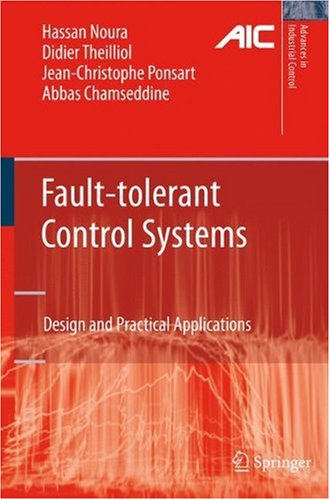 Hassan Noura
Didier Theilliol
Jean-Christophe Ponsart
Abbas Chamseddine
AIC
Advances in
Industrial Control
Fault-tolerant
Control Systems
Design and Practical Applications
Springer